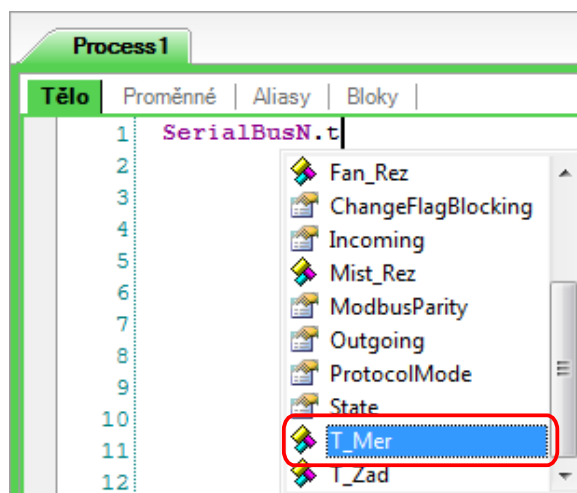 Process1
Tělo | Proměnné | Aliasy | Bloky |
1 SerialBusN.t
2
3
4
5
6
7
8
9
10
11
12
Fan_Rez
ChangeFlagBlocking
Incoming
Mist_Rez
ModbusParity
Outgoing
ProtocolMode
State
T_Mer
T_Zad